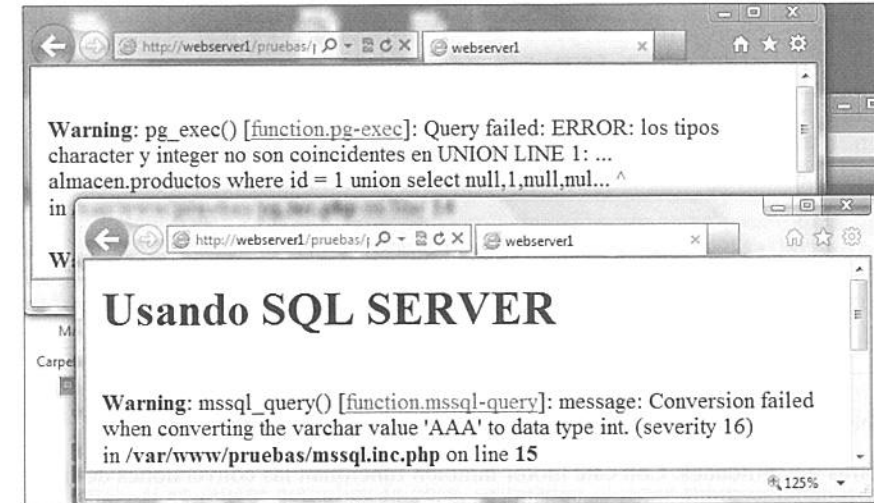 http://webserver1/pruebas/
webserver1
Warning: pg_exec() [function.pg-exec]: Query failed: ERROR: los tipos
character y integer no son coincidentes en UNION LINE 1: ...
almacen.productos where id = 1 union select null,1,null,nul... ^
in
W
http://webserver1/pruebas/
webserver1
Usando SQL SERVER
Carpe
Warning: mssql_query() [function.mssql-query]: message: Conversion failed
when converting the varchar value 'AAA' to data type int. (severity 16)
in /var/www/pruebas/mssql.inc.php on line 15
125%